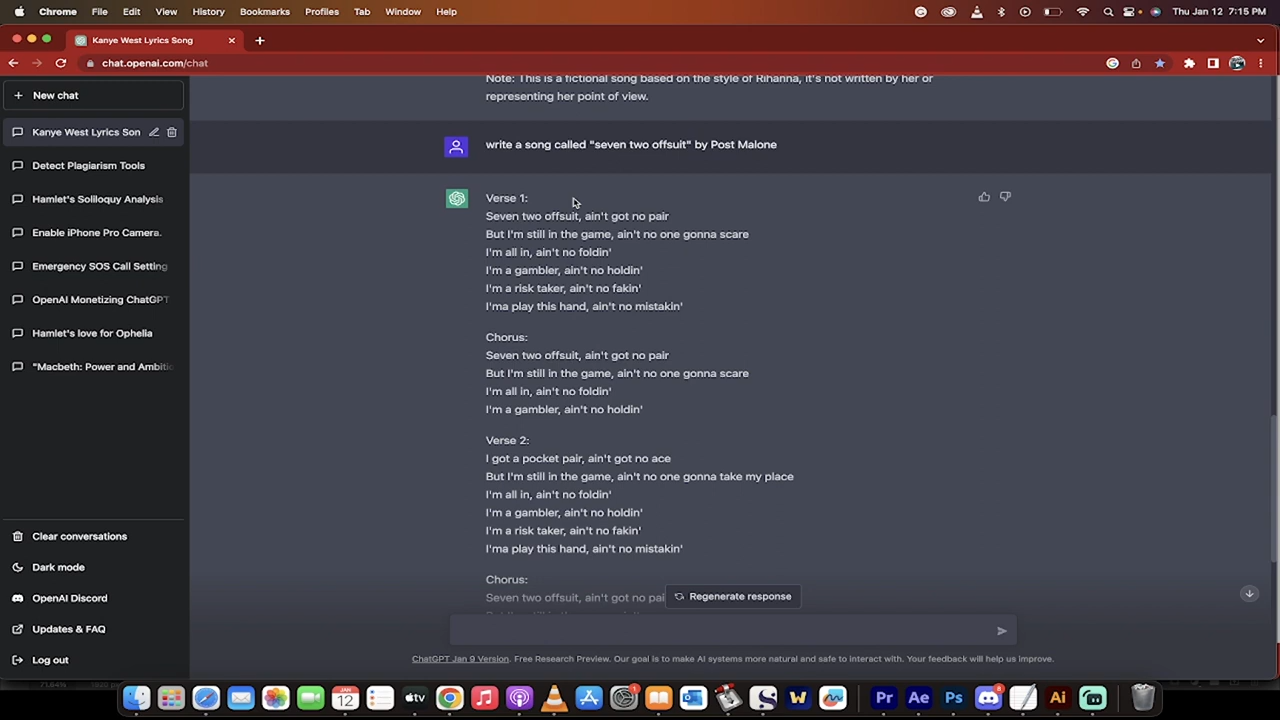 Chrome File Edit View History Bookmarks Profiles Tab Window Help Thu Jan 12 7:15 PM
Kanye West Lyrics Song
chat.openai.com/chat
New chat
Kanye West Lyrics Son
Detect Plagiarism Tools
Hamlet's Soliloquy Analysis
Enable iPhone Pro Camera.
Emergency SOS Call Setting
OpenAI Monetizing ChatGPT
Hamlet's love for Ophelia
"Macbeth: Power and Ambitio
Clear conversations
Dark mode
OpenAI Discord
Updates & FAQ
Log out
Note: This is a fictional song based on the style of Rihanna, it's not written by her or
representing her point of view.
write a song called "seven two offsuit" by Post Malone
Verse 1:
Seven two offsuit, ain't got no pair
But I'm still in the game, ain't no one gonna scare
I'm all in, ain't no foldin'
I'm a gambler, ain't no holdin'
I'm a risk taker, ain't no fakin'
I'ma play this hand, ain't no mistakin'
Chorus:
Seven two offsuit, ain't got no pair
But I'm still in the game, ain't no one gonna scare
I'm all in, ain't no foldin'
I'm a gambler, ain't no holdin'
Verse 2:
I got a pocket pair, ain't got no ace
But I'm still in the game, ain't no one gonna take my place
I'm all in, ain't no foldin'
I'm a gambler, ain't no holdin'
I'm a risk taker, ain't no fakin'
I'ma play this hand, ain't no mistakin'
Chorus:
Seven two offsuit, ain't got no pai
Regenerate response
ChatGPT Jan 9 Version. Free Research Preview. Our goal is to make AI systems more natural and safe to interact with. Your feedback will help us improve.
JAN
12
tv
W
Pr
Ae
Ps
8
Ai